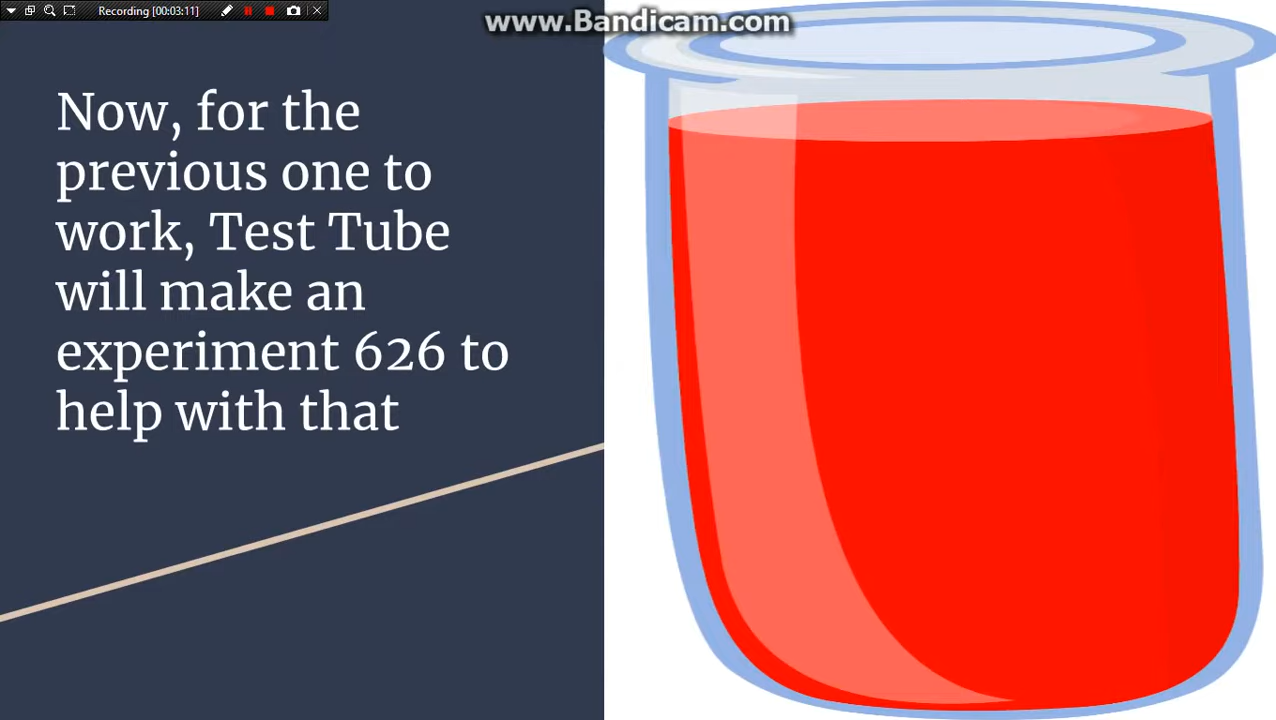 Recording [00:03:11]
www.Bandicam.com
Now, for the
previous one to
work, Test Tube
will make an
experiment 626 to
help with that